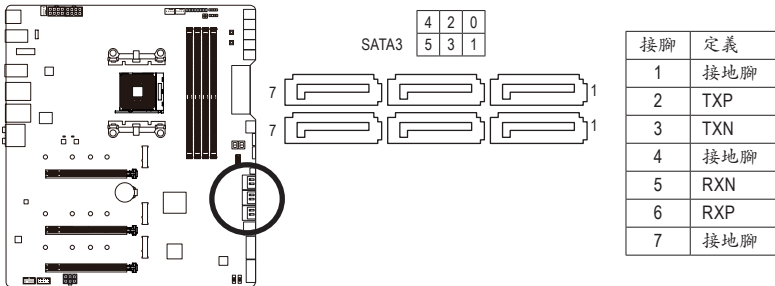 SATA3
4 2 0
5 3 1
7 1
7 1
接腳 定義
1 接地腳
2 TXP
3 TXN
4 接地腳
5 RXN
6 RXP
7 接地腳